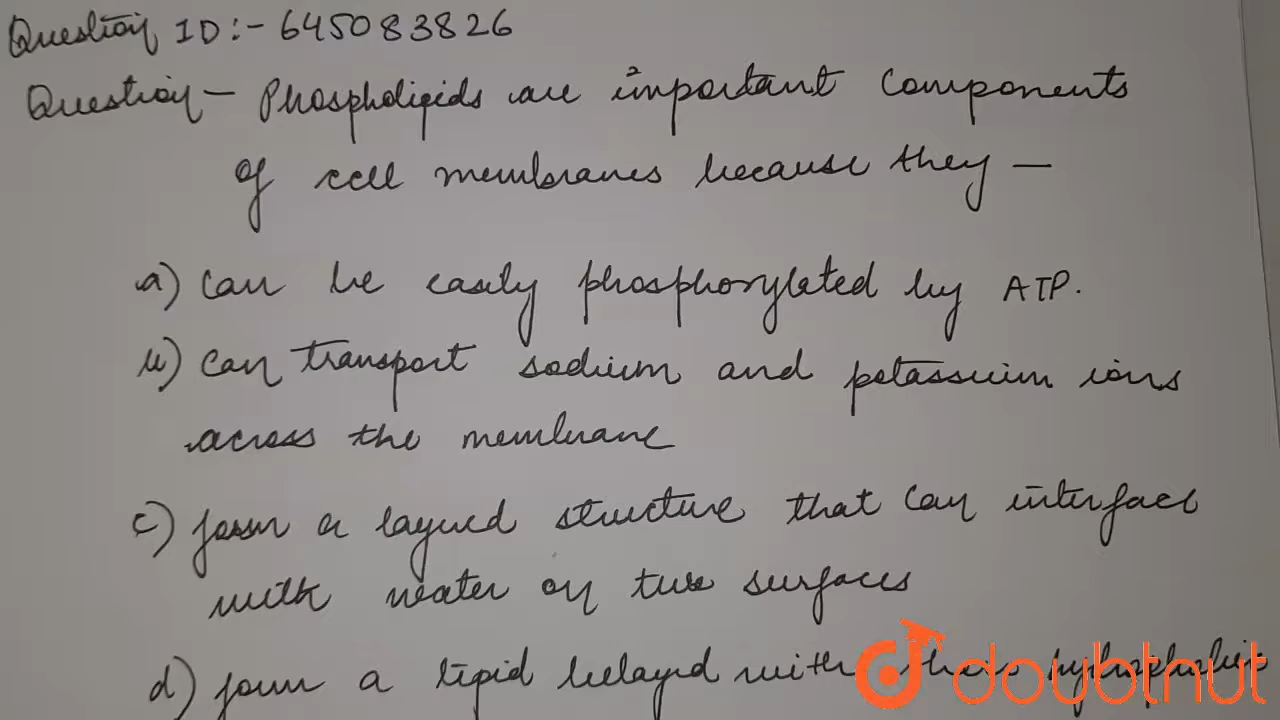 Question ID:- 645083826
Question - Phospholipids are important components
of cell membranes because they -
a) can be easily phosphorylated by ATP.
b) can transport sodium and potassium ions
across the membrane
c) form a layered structure that can interface
with water on two surfaces
d) form a lipid with hydrophobic
doubtnut